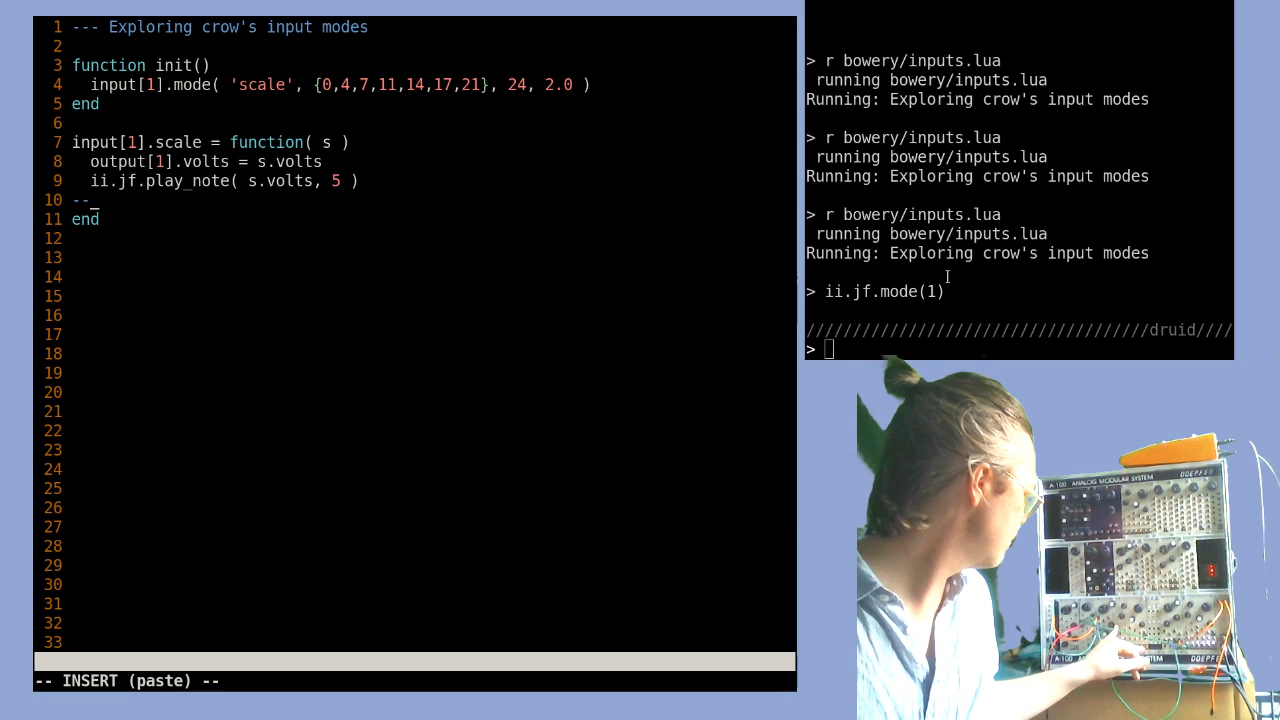 1 --- Exploring crow's input modes
2
3 function init()
4   input[1].mode( 'scale', {0,4,7,11,14,17,21}, 24, 2.0 )
5 end
6
7 input[1].scale = function( s )
8   output[1].volts = s.volts
9   ii.jf.play_note( s.volts, 5 )
10 --_
11 end
12
13
14
15
16
17
18
19
20
21
22
23
24
25
26
27
28
29
30
31
32
33
-- INSERT (paste) --
> r bowery/inputs.lua
running bowery/inputs.lua
Running: Exploring crow's input modes
> r bowery/inputs.lua
running bowery/inputs.lua
Running: Exploring crow's input modes
> r bowery/inputs.lua
running bowery/inputs.lua
Running: Exploring crow's input modes
> ii.jf.mode(1)
/////////////////////////////////////druid////
>
A-100 ANALOG MODULAR SYSTEM DOEPFER